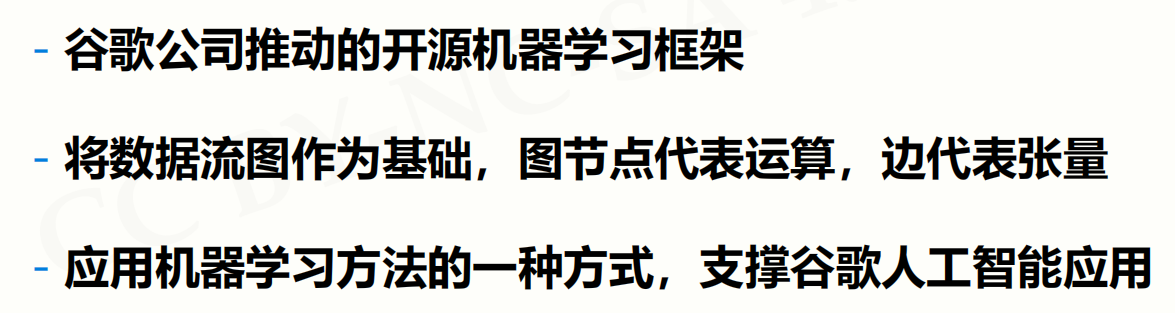 - 谷歌公司推动的开源机器学习框架
- 将数据流图作为基础，图节点代表运算，边代表张量
- 应用机器学习方法的一种方式，支撑谷歌人工智能应用